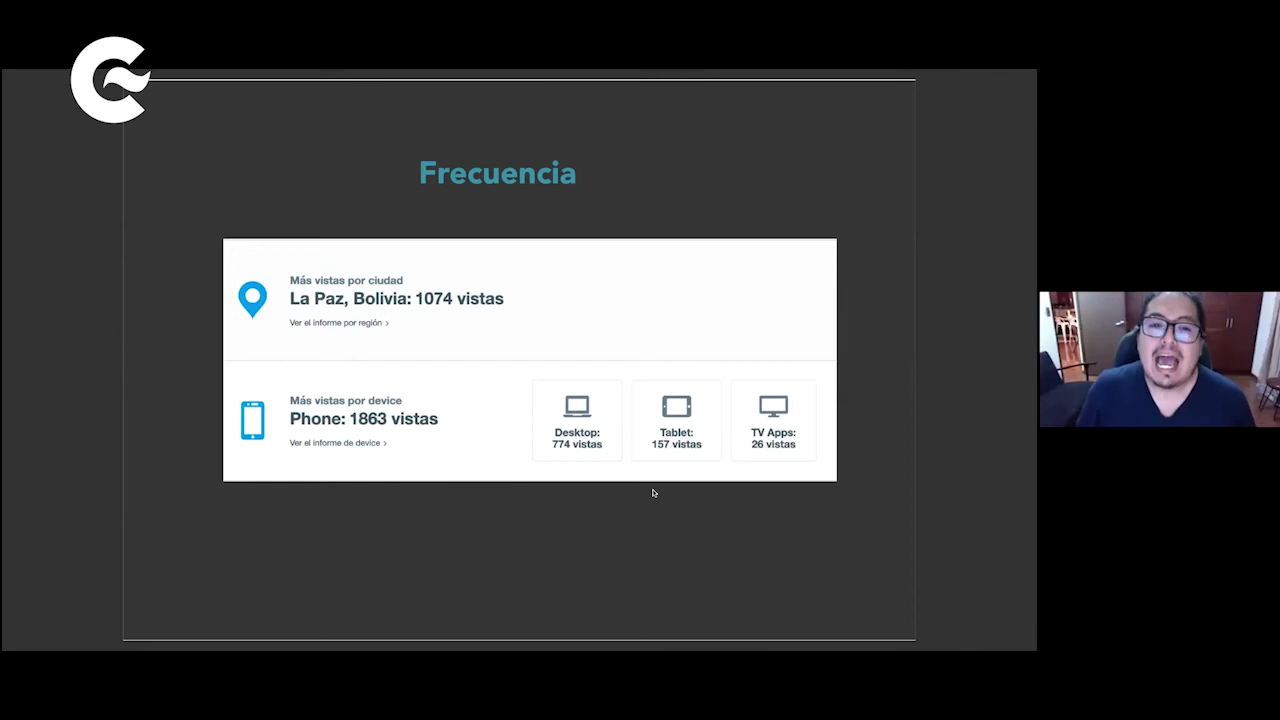 Frecuencia
Más vistas por ciudad
La Paz, Bolivia: 1074 vistas
Ver el informe por región ›
Más vistas por device
Phone: 1863 vistas
Ver el informe de device ›
Desktop:
774 vistas
Tablet:
157 vistas
TV Apps:
26 vistas